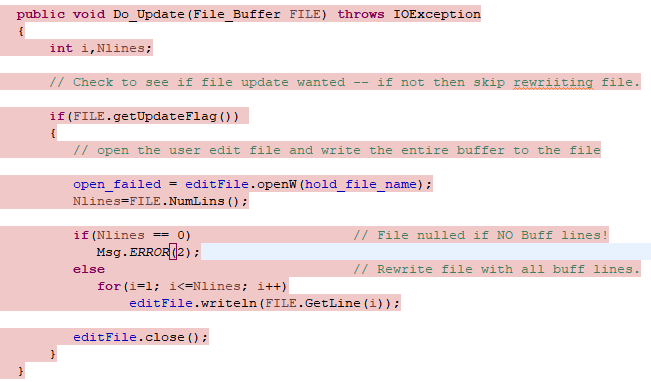 public void Do_Update(File_Buffer FILE) throws IOException
{
int i,Nlines;
// Check to see if file update wanted -- if not then skip rewriiting file.
if(FILE.getUpdateFlag())
{
// open the user edit file and write the entire buffer to the file
open_failed = editFile.openW(hold_file_name);
Nlines=FILE.NumLins();
if(Nlines == 0) // File nulled if NO Buff lines!
Msg.ERROR(2);
else // Rewrite file with all buff lines.
for(i=1; i<=Nlines; i++)
editFile.writeln(FILE.GetLine(i));
editFile.close();
}
}